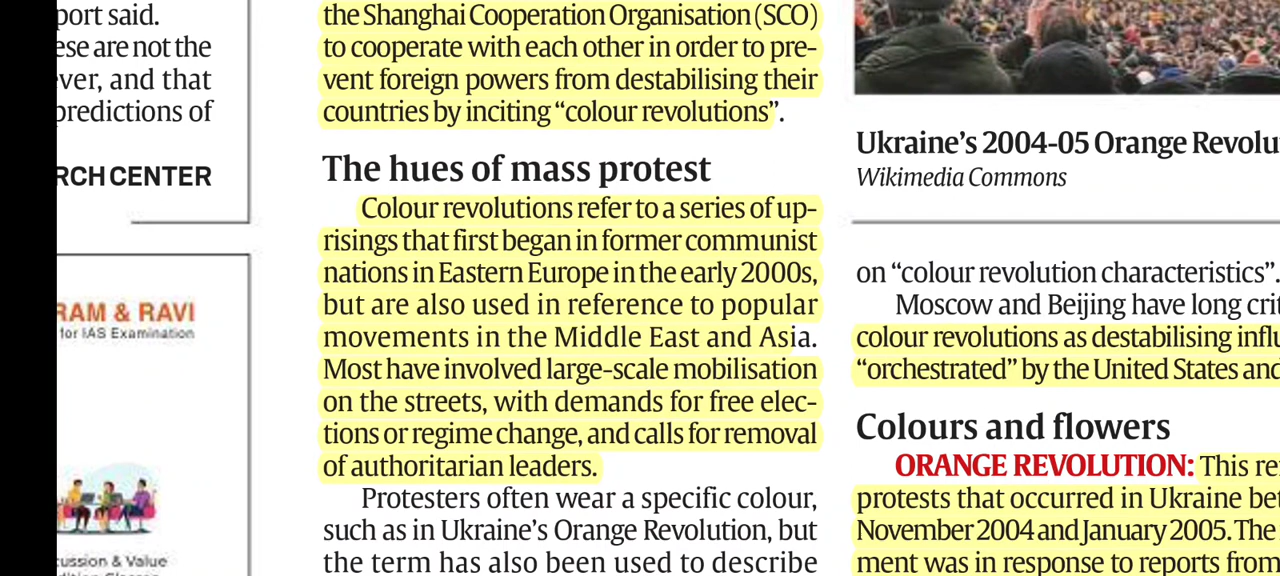 port said.
ese are not the
ever, and that
predictions of
RCH CENTER
RAM & RAVI
for IAS Examination
cussion & Value
the Shanghai Cooperation Organisation (SCO)
to cooperate with each other in order to pre-
vent foreign powers from destabilising their
countries by inciting “colour revolutions”.
The hues of mass protest
Colour revolutions refer to a series of up-
risings that first began in former communist
nations in Eastern Europe in the early 2000s,
but are also used in reference to popular
movements in the Middle East and Asia.
Most have involved large-scale mobilisation
on the streets, with demands for free elec-
tions or regime change, and calls for removal
of authoritarian leaders.
Protesters often wear a specific colour,
such as in Ukraine’s Orange Revolution, but
the term has also been used to describe
Ukraine’s 2004-05 Orange Revolu
Wikimedia Commons
on “colour revolution characteristics”.
Moscow and Beijing have long crit
colour revolutions as destabilising influ
“orchestrated” by the United States and
Colours and flowers
ORANGE REVOLUTION: This re
protests that occurred in Ukraine bet
November 2004 and January 2005. The
ment was in response to reports from